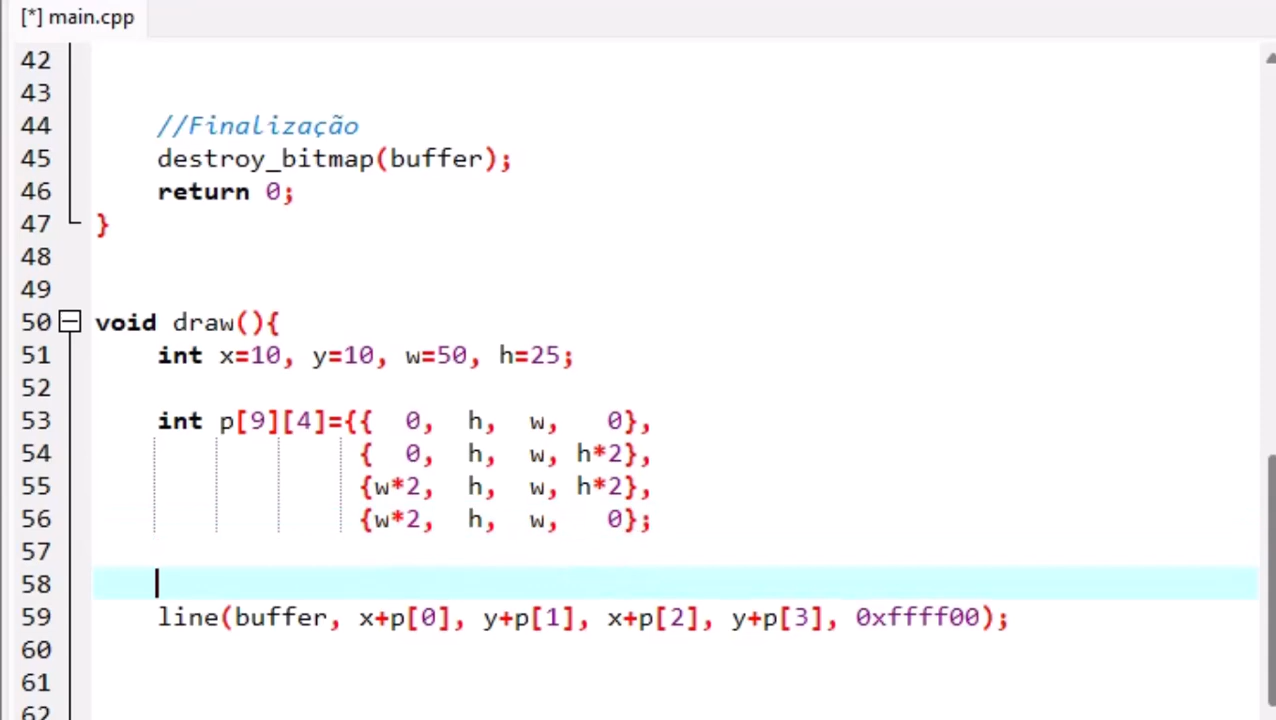 [*] main.cpp
42
43
44 //Finalização
45 destroy_bitmap(buffer);
46 return 0;
47 }
48
49
50 void draw(){
51 int x=10, y=10, w=50, h=25;
52
53 int p[9][4]={{ 0, h, w, 0},
54 { 0, h, w, h*2},
55 {w*2, h, w, h*2},
56 {w*2, h, w, 0};
57
58
59 line(buffer, x+p[0], y+p[1], x+p[2], y+p[3], 0xffff00);
60
61
62